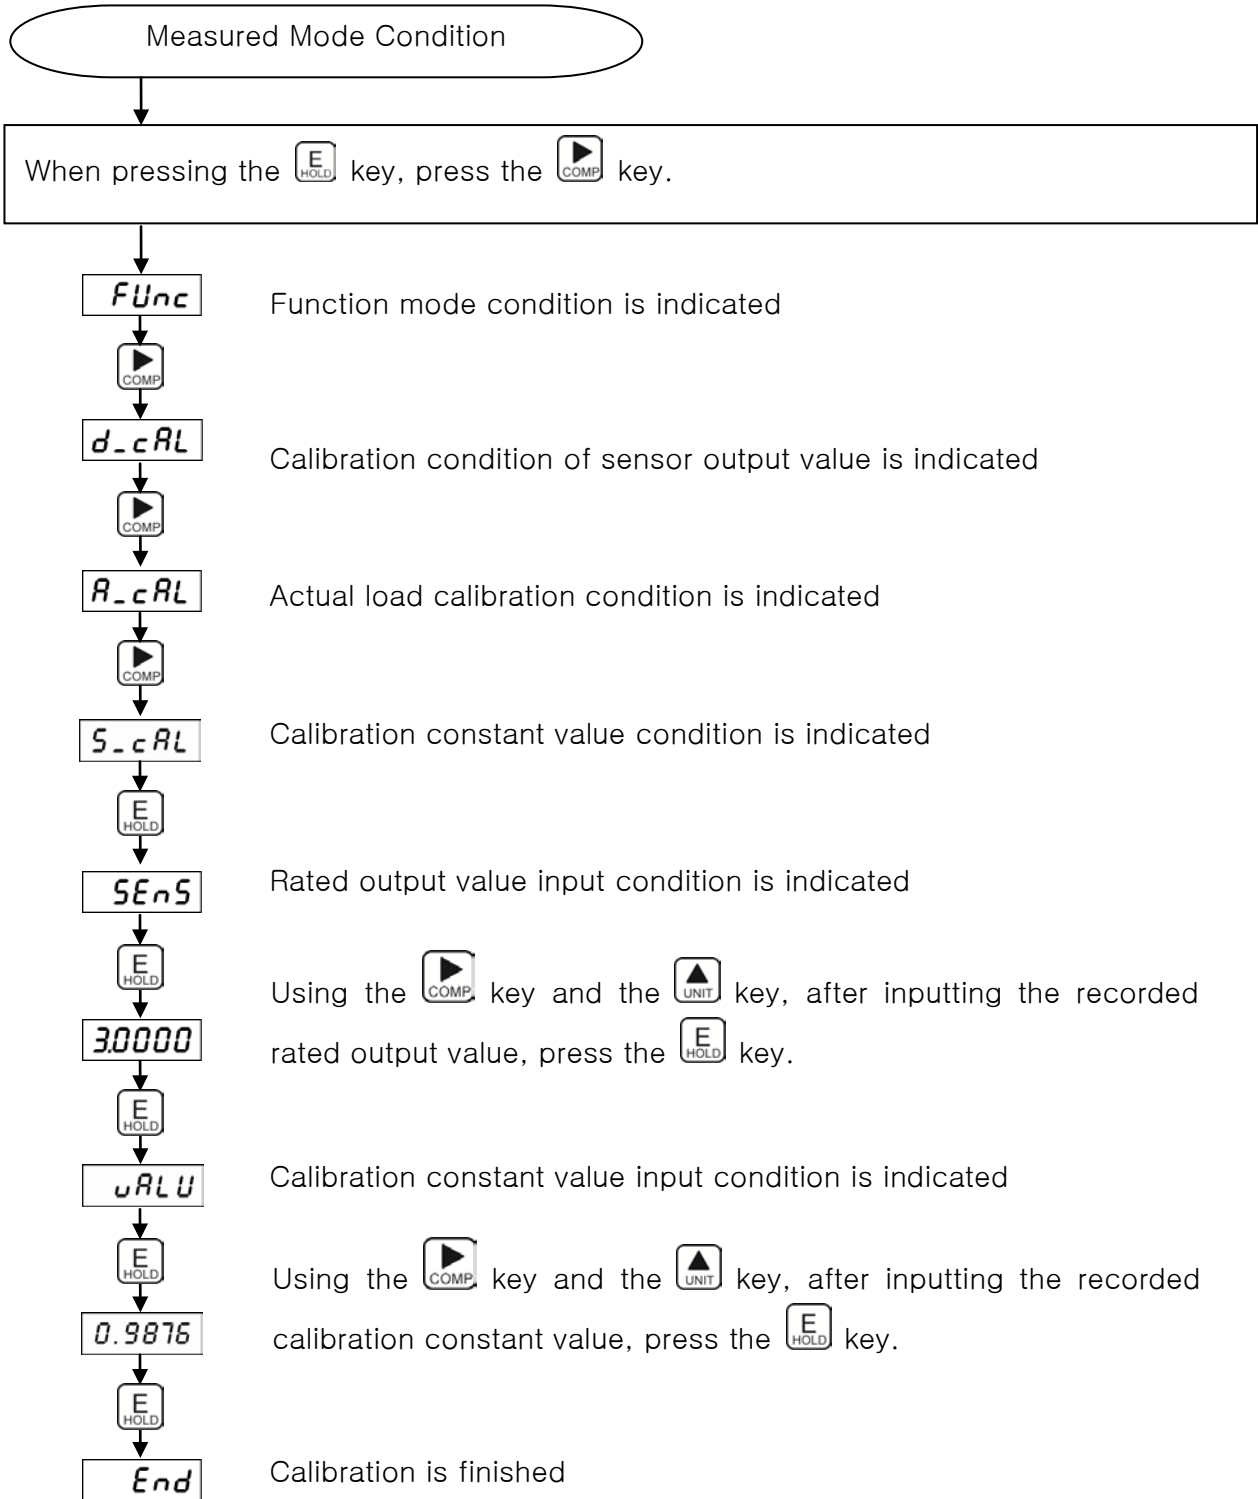 Measured Mode Condition
When pressing the E HOLD key, press the COMP key.
FUnc
Function mode condition is indicated
COMP
d_cAL
Calibration condition of sensor output value is indicated
COMP
A_cAL
Actual load calibration condition is indicated
COMP
S_cAL
Calibration constant value condition is indicated
E
HOLD
SEnS
Rated output value input condition is indicated
E
HOLD
Using the COMP key and the UNIT key, after inputting the recorded
3.0000
rated output value, press the E HOLD key.
E
HOLD
vALU
Calibration constant value input condition is indicated
E
HOLD
Using the COMP key and the UNIT key, after inputting the recorded
0.9876
calibration constant value, press the E HOLD key.
E
HOLD
End
Calibration is finished